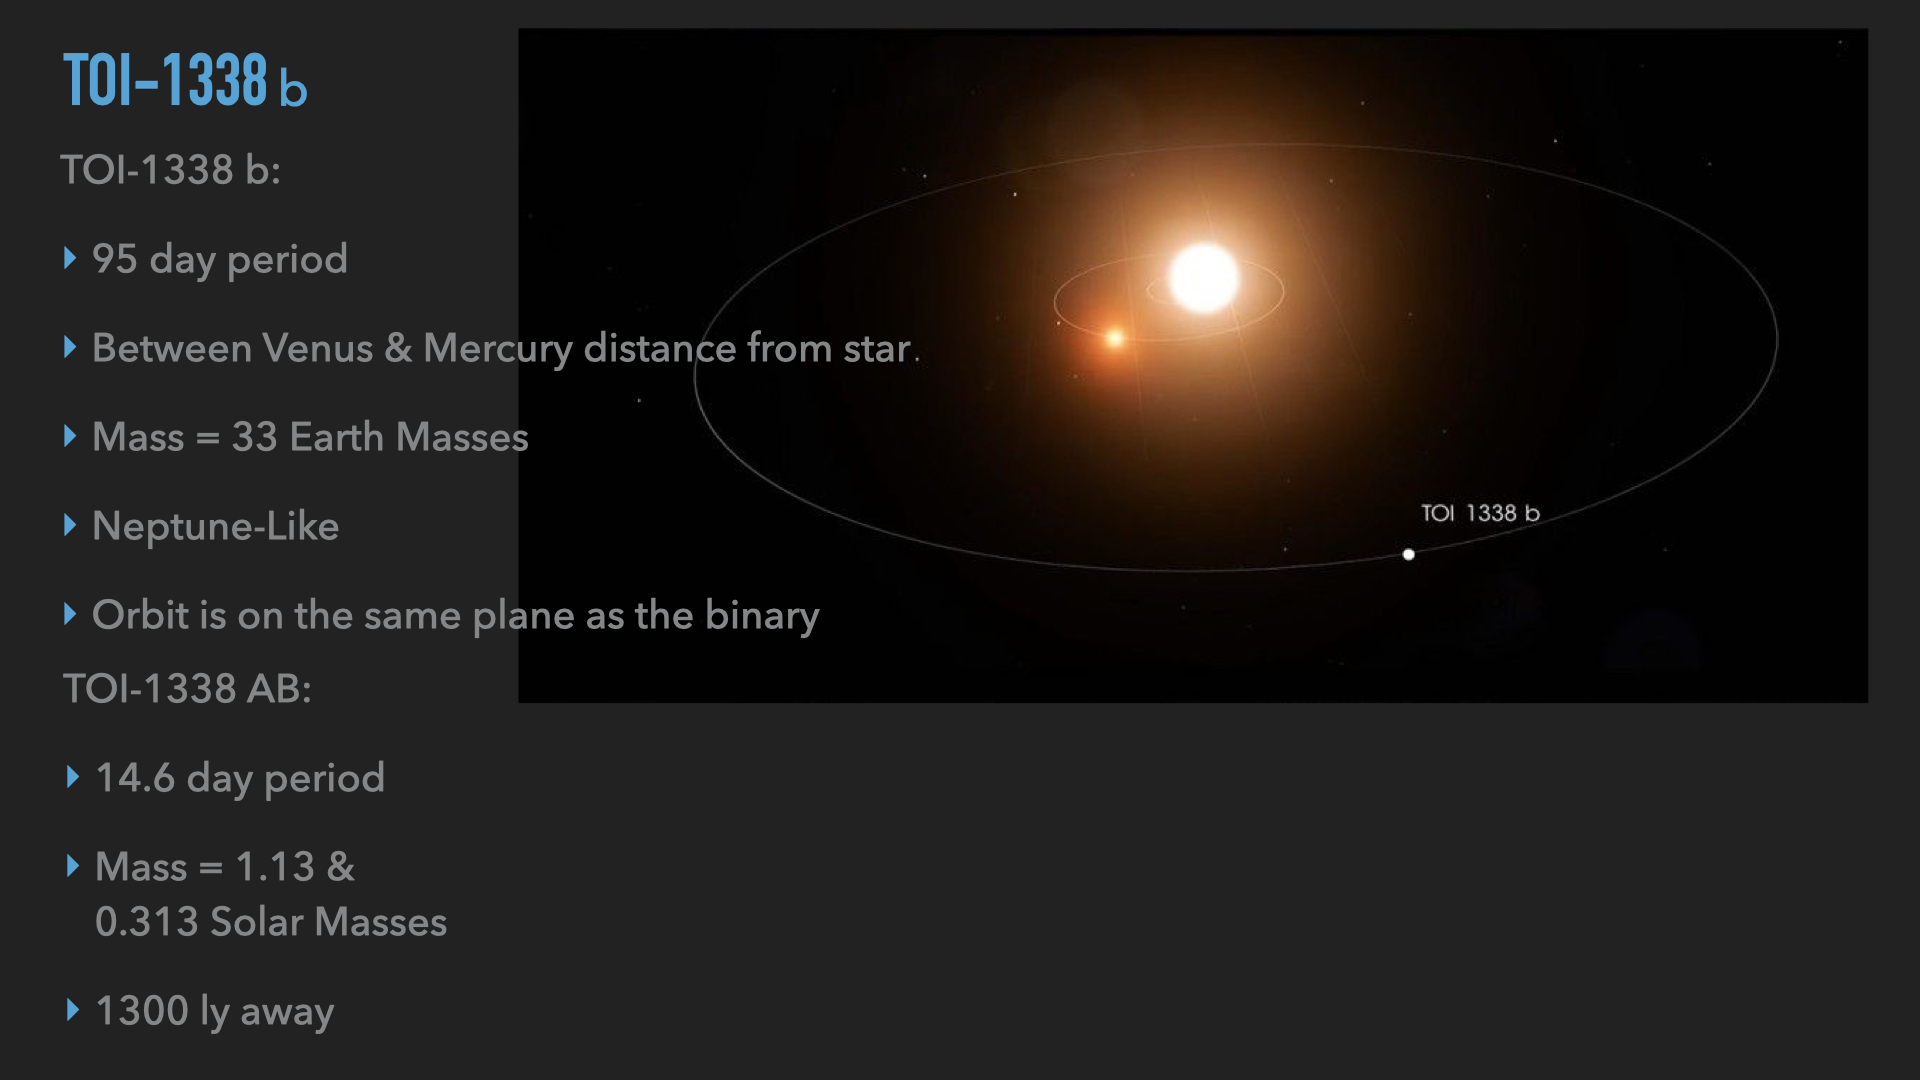 TOI-1338 b
TOI-1338 b:
95 day period
Between Venus & Mercury distance from star.
Mass = 33 Earth Masses
Neptune-Like
Orbit is on the same plane as the binary
TOI-1338 AB:
14.6 day period
Mass = 1.13 &
0.313 Solar Masses
1300 ly away
TOI 1338 b